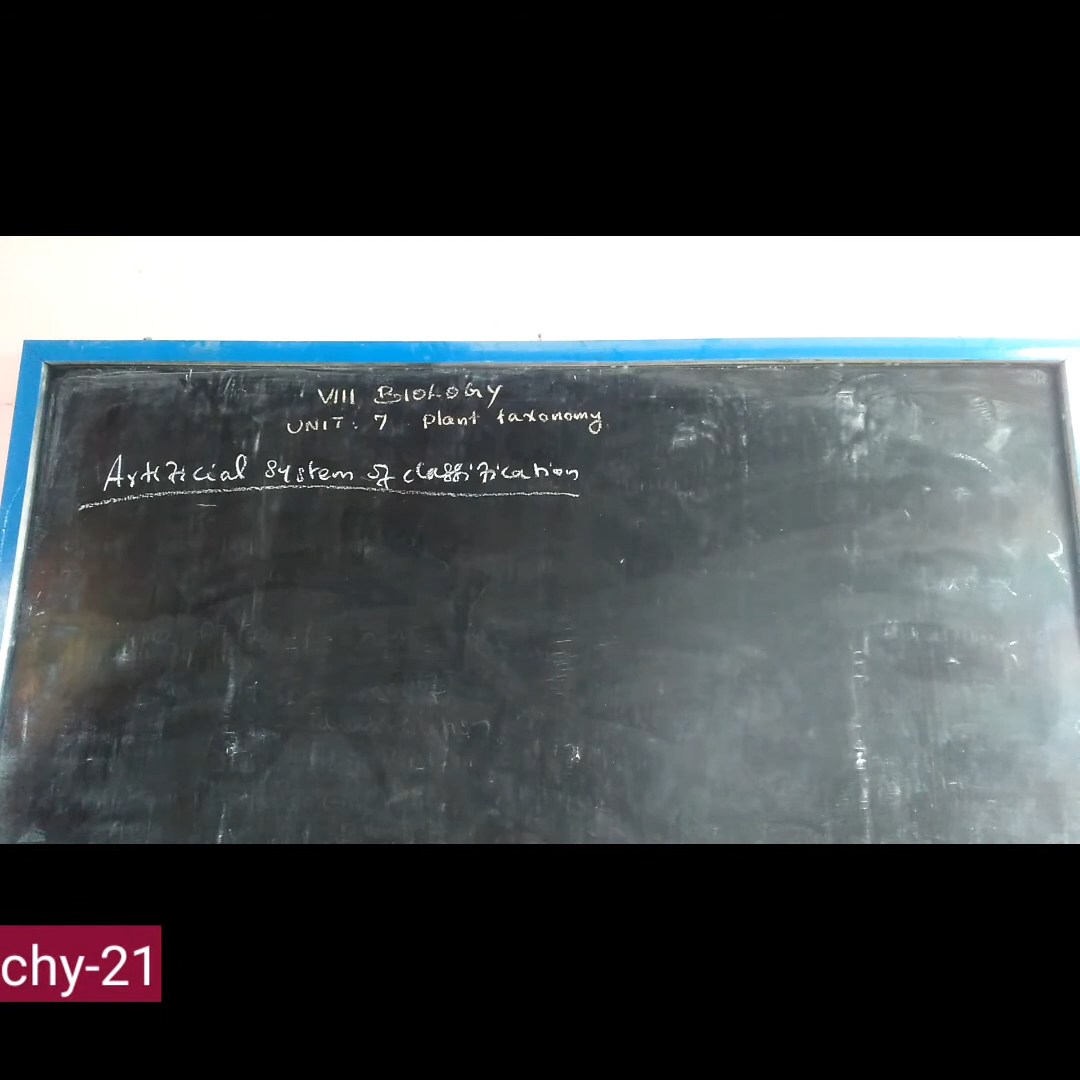 VIII BIOLOGY
UNIT: 7 Plant taxonomy
Artificial system of classification
chy-21